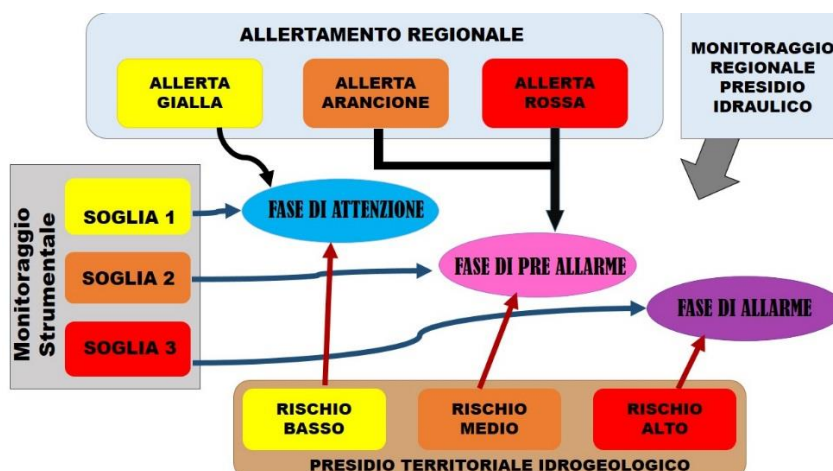 ALLERTAMENTO REGIONALE
ALLERTA
GIALLA
ALLERTA
ARANCIONE
ALLERTA
ROSSA
MONITORAGGIO
REGIONALE
PRESIDIO
IDRAULICO
Monitoraggio
Strumentale
SOGLIA 1
SOGLIA 2
SOGLIA 3
FASE DI ATTENZIONE
FASE DI PRE ALLARME
FASE DI ALLARME
RISCHIO
BASSO
RISCHIO
MEDIO
RISCHIO
ALTO
PRESIDIO TERRITORIALE IDROGEOLOGICO